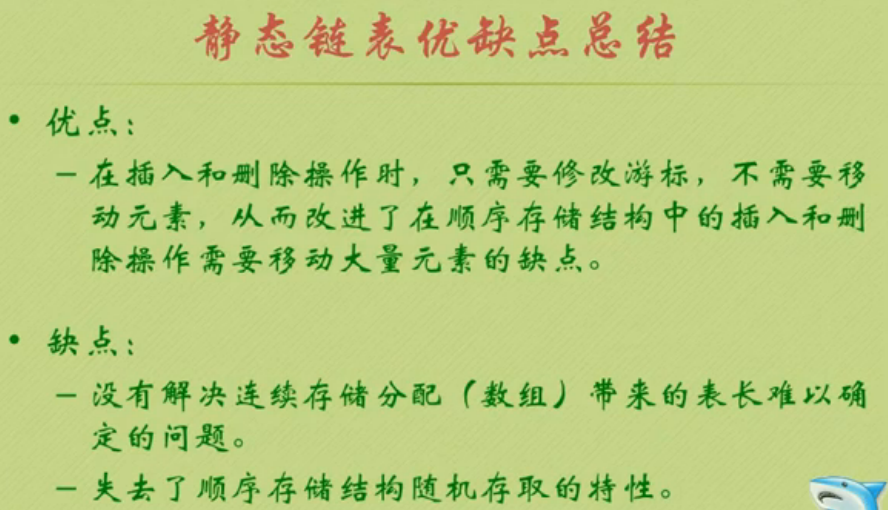 静态链表优缺点总结
• 优点：
– 在插入和删除操作时，只需要修改游标，不需要移
动元素，从而改进了在顺序存储结构中的插入和删
除操作需要移动大量元素的缺点。
• 缺点：
– 没有解决连续存储分配（数组）带来的表长难以确
定的问题。
– 失去了顺序存储结构随机存取的特性。